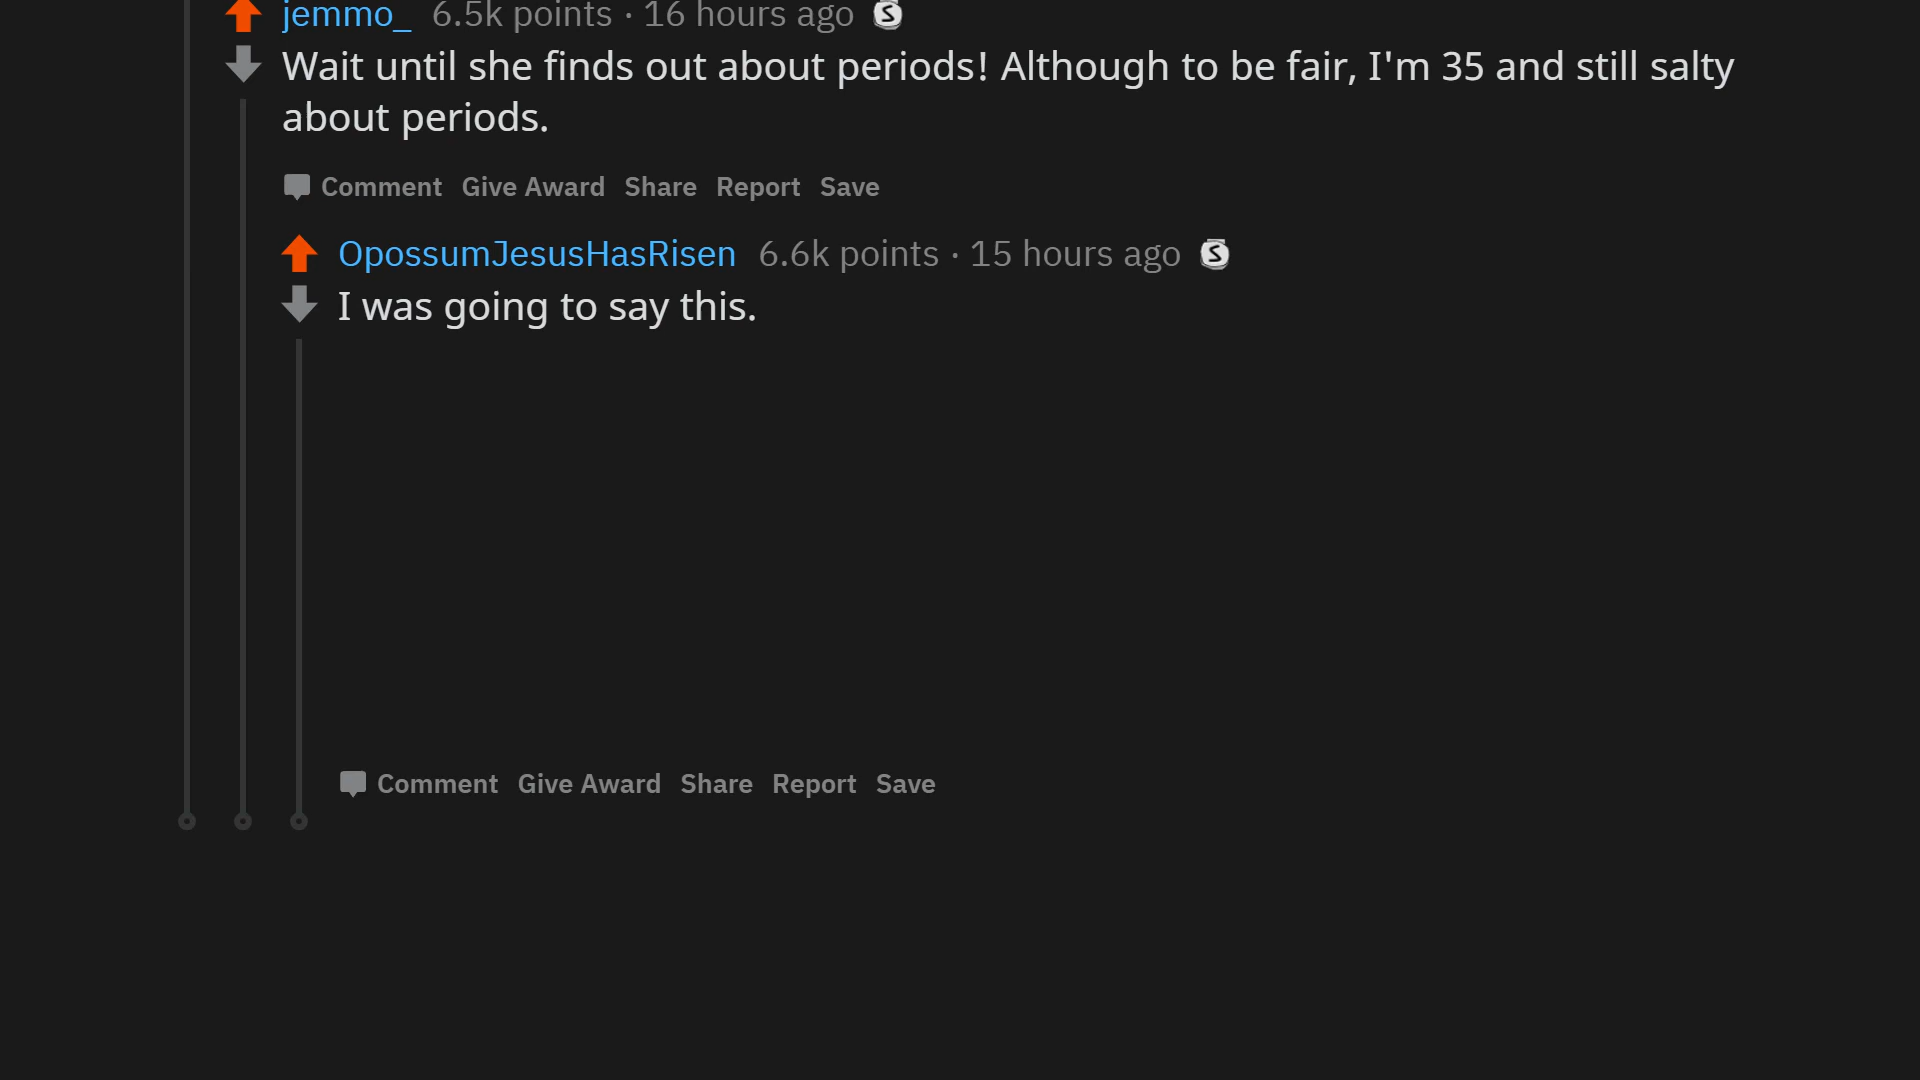 jemmo_ 6.5k points · 16 hours ago S
Wait until she finds out about periods! Although to be fair, I'm 35 and still salty
about periods.
Comment Give Award Share Report Save
OpossumJesusHasRisen 6.6k points · 15 hours ago S
I was going to say this.
Comment Give Award Share Report Save